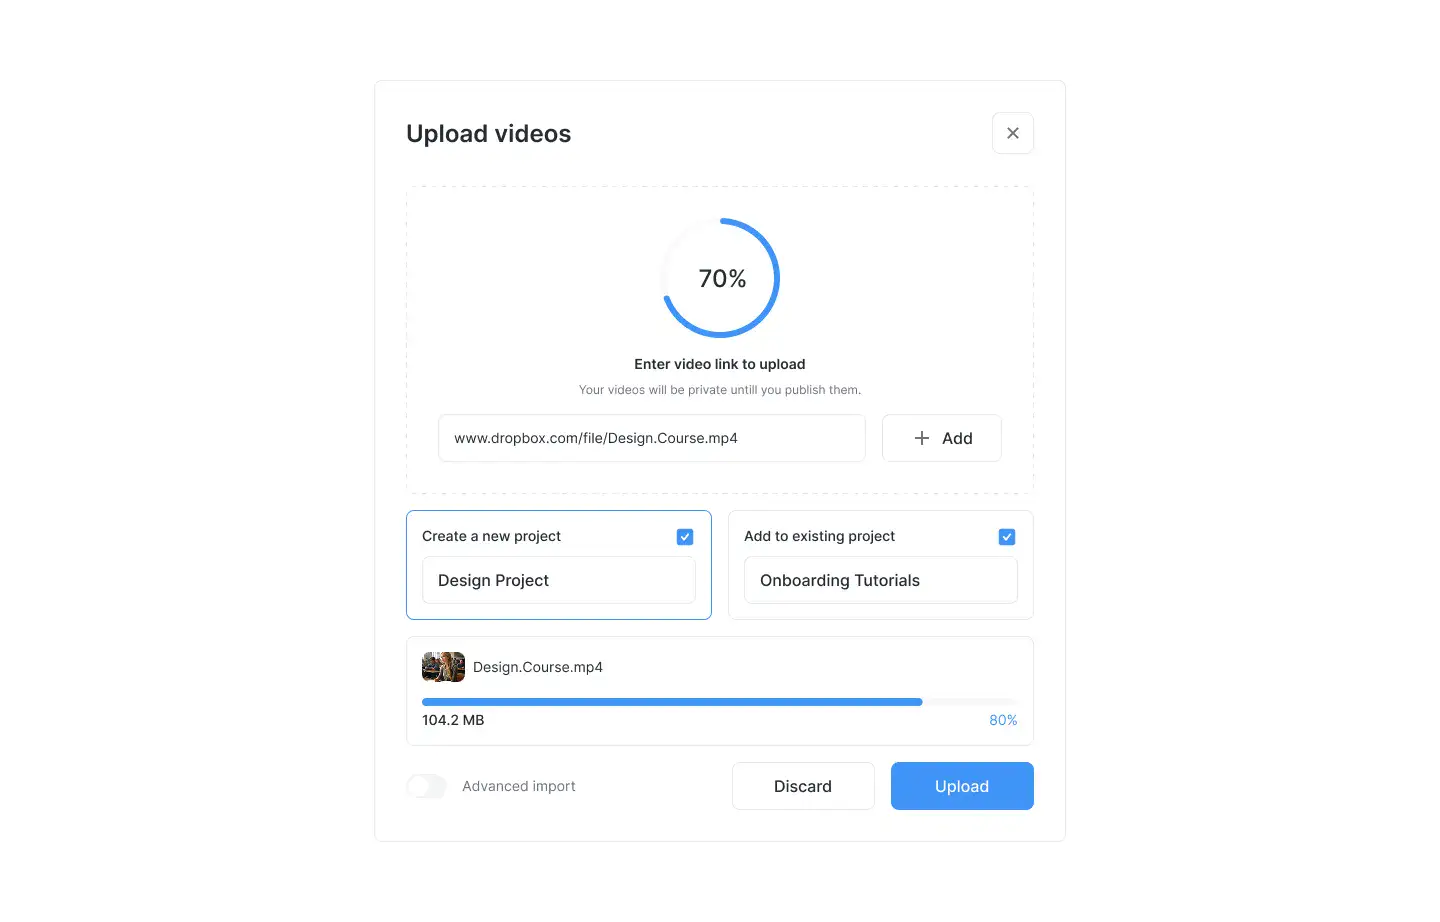 Upload videos
70%
Enter video link to upload
Your videos will be private untill you publish them.
www.dropbox.com/file/Design.Course.mp4
Add
Create a new project
Design Project
Add to existing project
Onboarding Tutorials
Design.Course.mp4
104.2 MB
80%
Advanced import
Discard
Upload